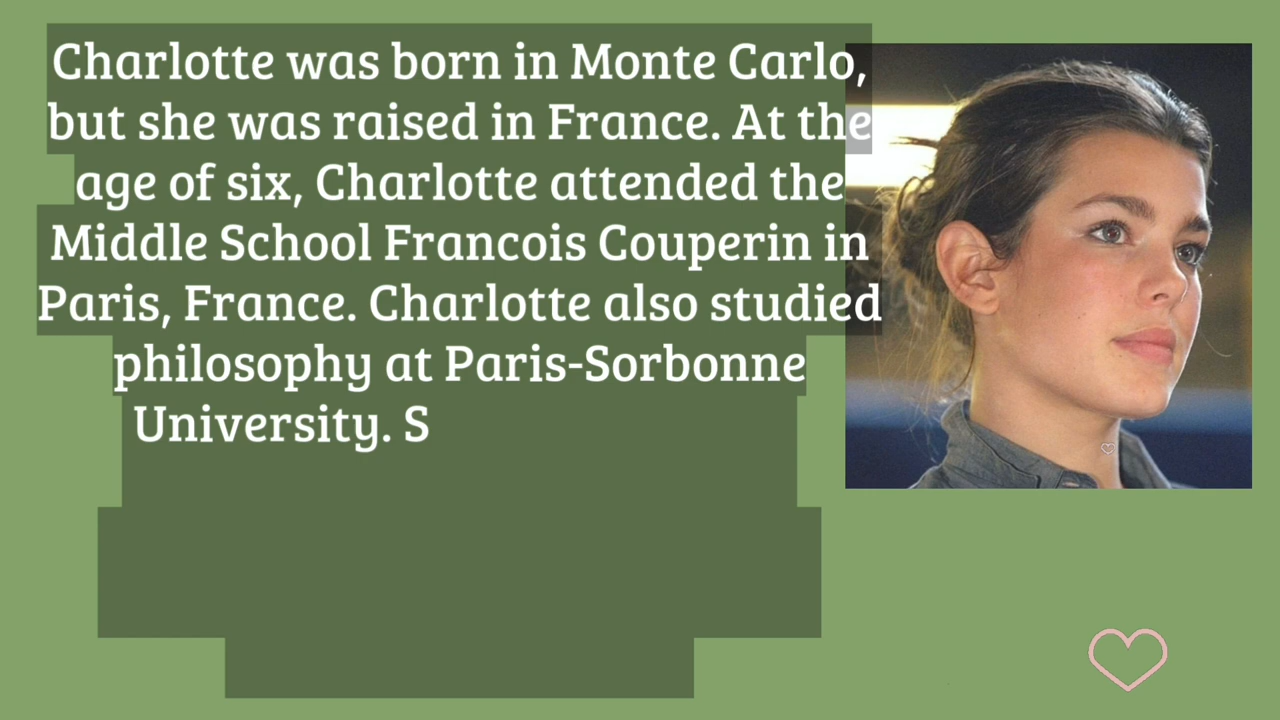 Charlotte was born in Monte Carlo,
but she was raised in France. At the
age of six, Charlotte attended the
Middle School Francois Couperin in
Paris, France. Charlotte also studied
philosophy at Paris-Sorbonne
University. S